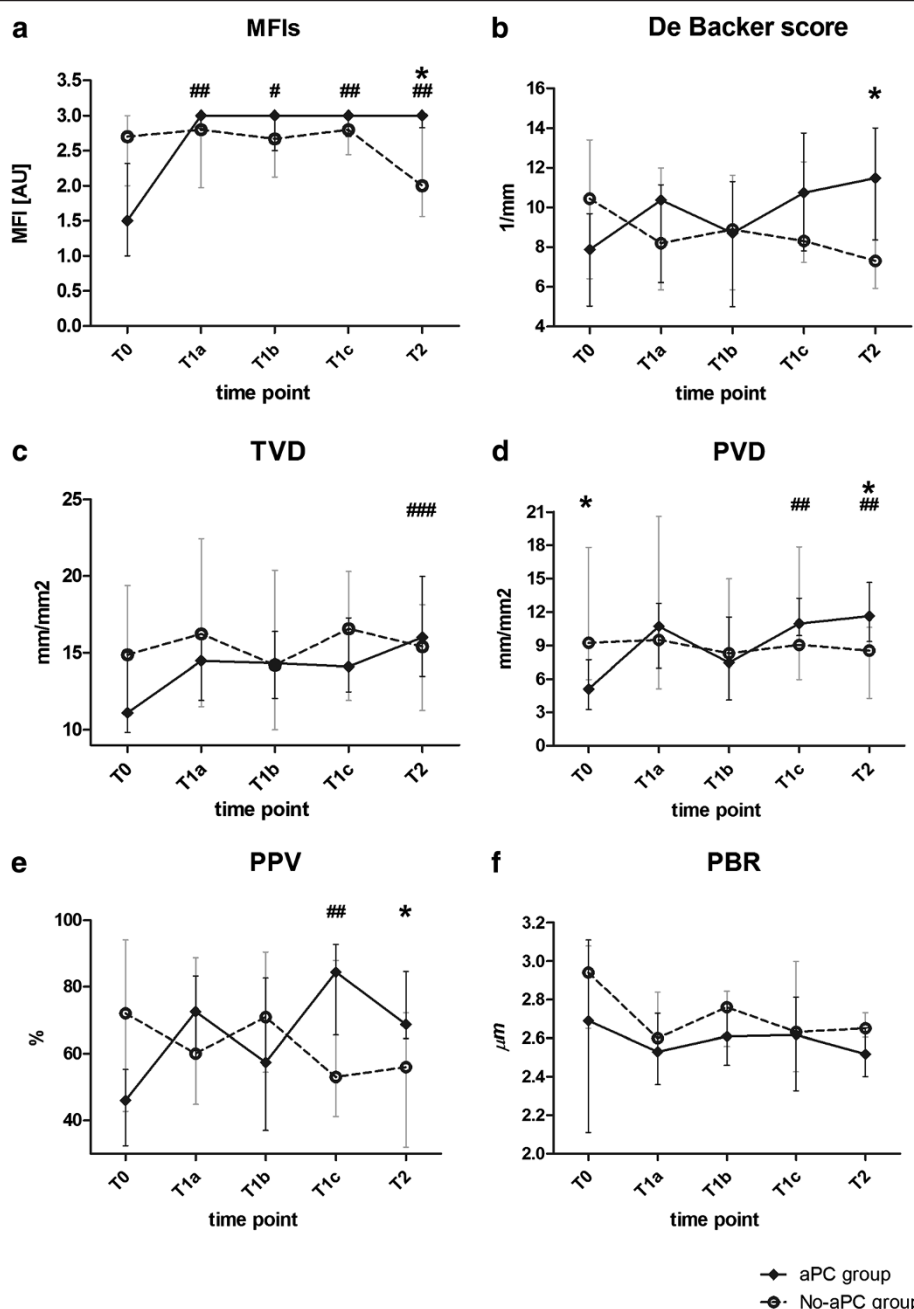 a MFIs
*
## # ## ##
3.5
3.0
2.5
2.0
1.5
1.0
0.5
0.0
MFI [AU]
T0 T1a T1b T1c T2
time point
b De Backer score
*
16
14
12
10
8
6
4
1/mm
T0 T1a T1b T1c T2
time point
c TVD
###
25
20
15
10
mm/mm2
T0 T1a T1b T1c T2
time point
d PVD
* *
## ##
21
18
15
12
9
6
3
0
mm/mm2
T0 T1a T1b T1c T2
time point
e PPV
## *
100
80
60
40
%
T0 T1a T1b T1c T2
time point
f PBR
3.2
3.0
2.8
2.6
2.4
2.2
2.0
μm
T0 T1a T1b T1c T2
time point
aPC group
No-aPC group